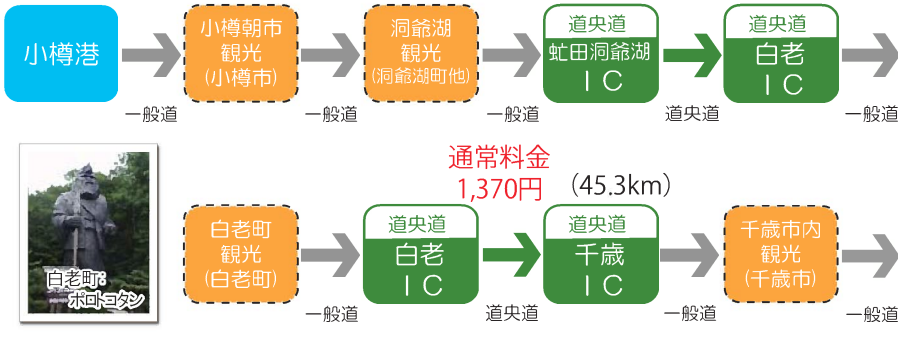 小樽港
一般道
小樽朝市
観光
(小樽市)
一般道
洞爺湖
観光
(洞爺湖町他)
一般道
道央道
虻田洞爺湖
IC
道央道
道央道
白老
IC
一般道
白老町:
ポロトコタン
白老町
観光
(白老町)
一般道
道央道
白老
IC
通常料金
1,370円
(45.3km)
道央道
道央道
千歳
IC
一般道
千歳市内
観光
(千歳市)
一般道